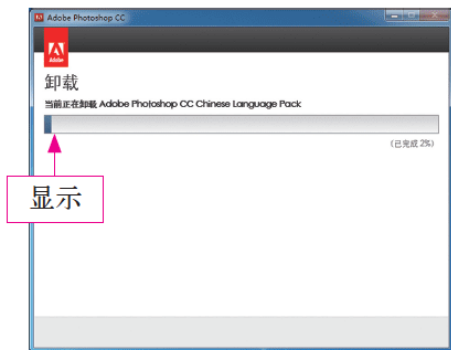 Adobe Photoshop CC
Adobe
卸载
当前正在卸载 Adobe Photoshop CC Chinese Language Pack
(已完成 2%)
显示